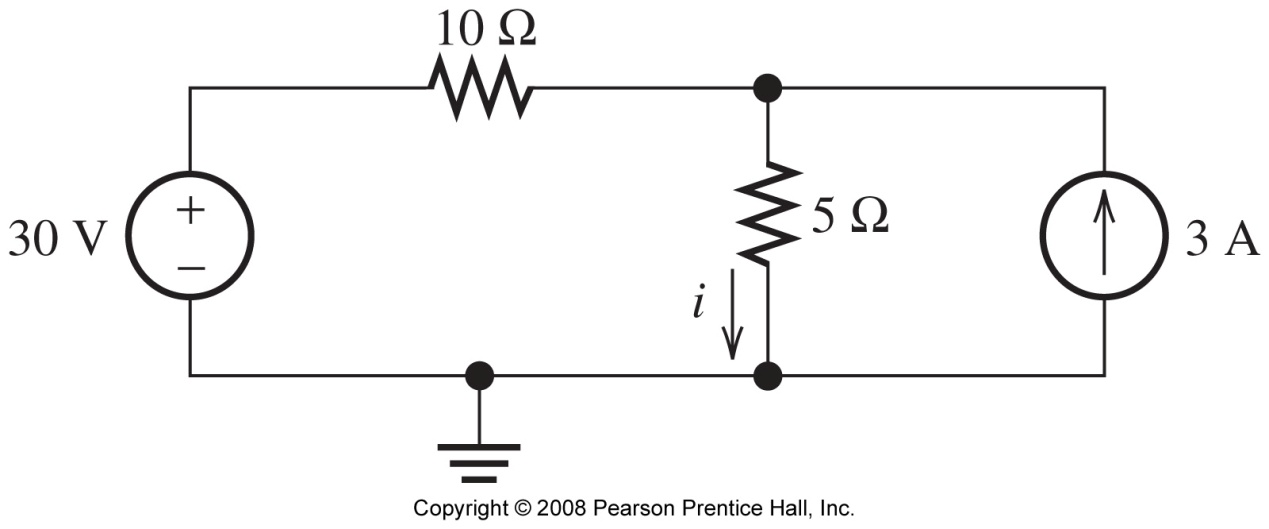 10 Ω
30 V
+
−
5 Ω
i
3 A
Copyright © 2008 Pearson Prentice Hall, Inc.